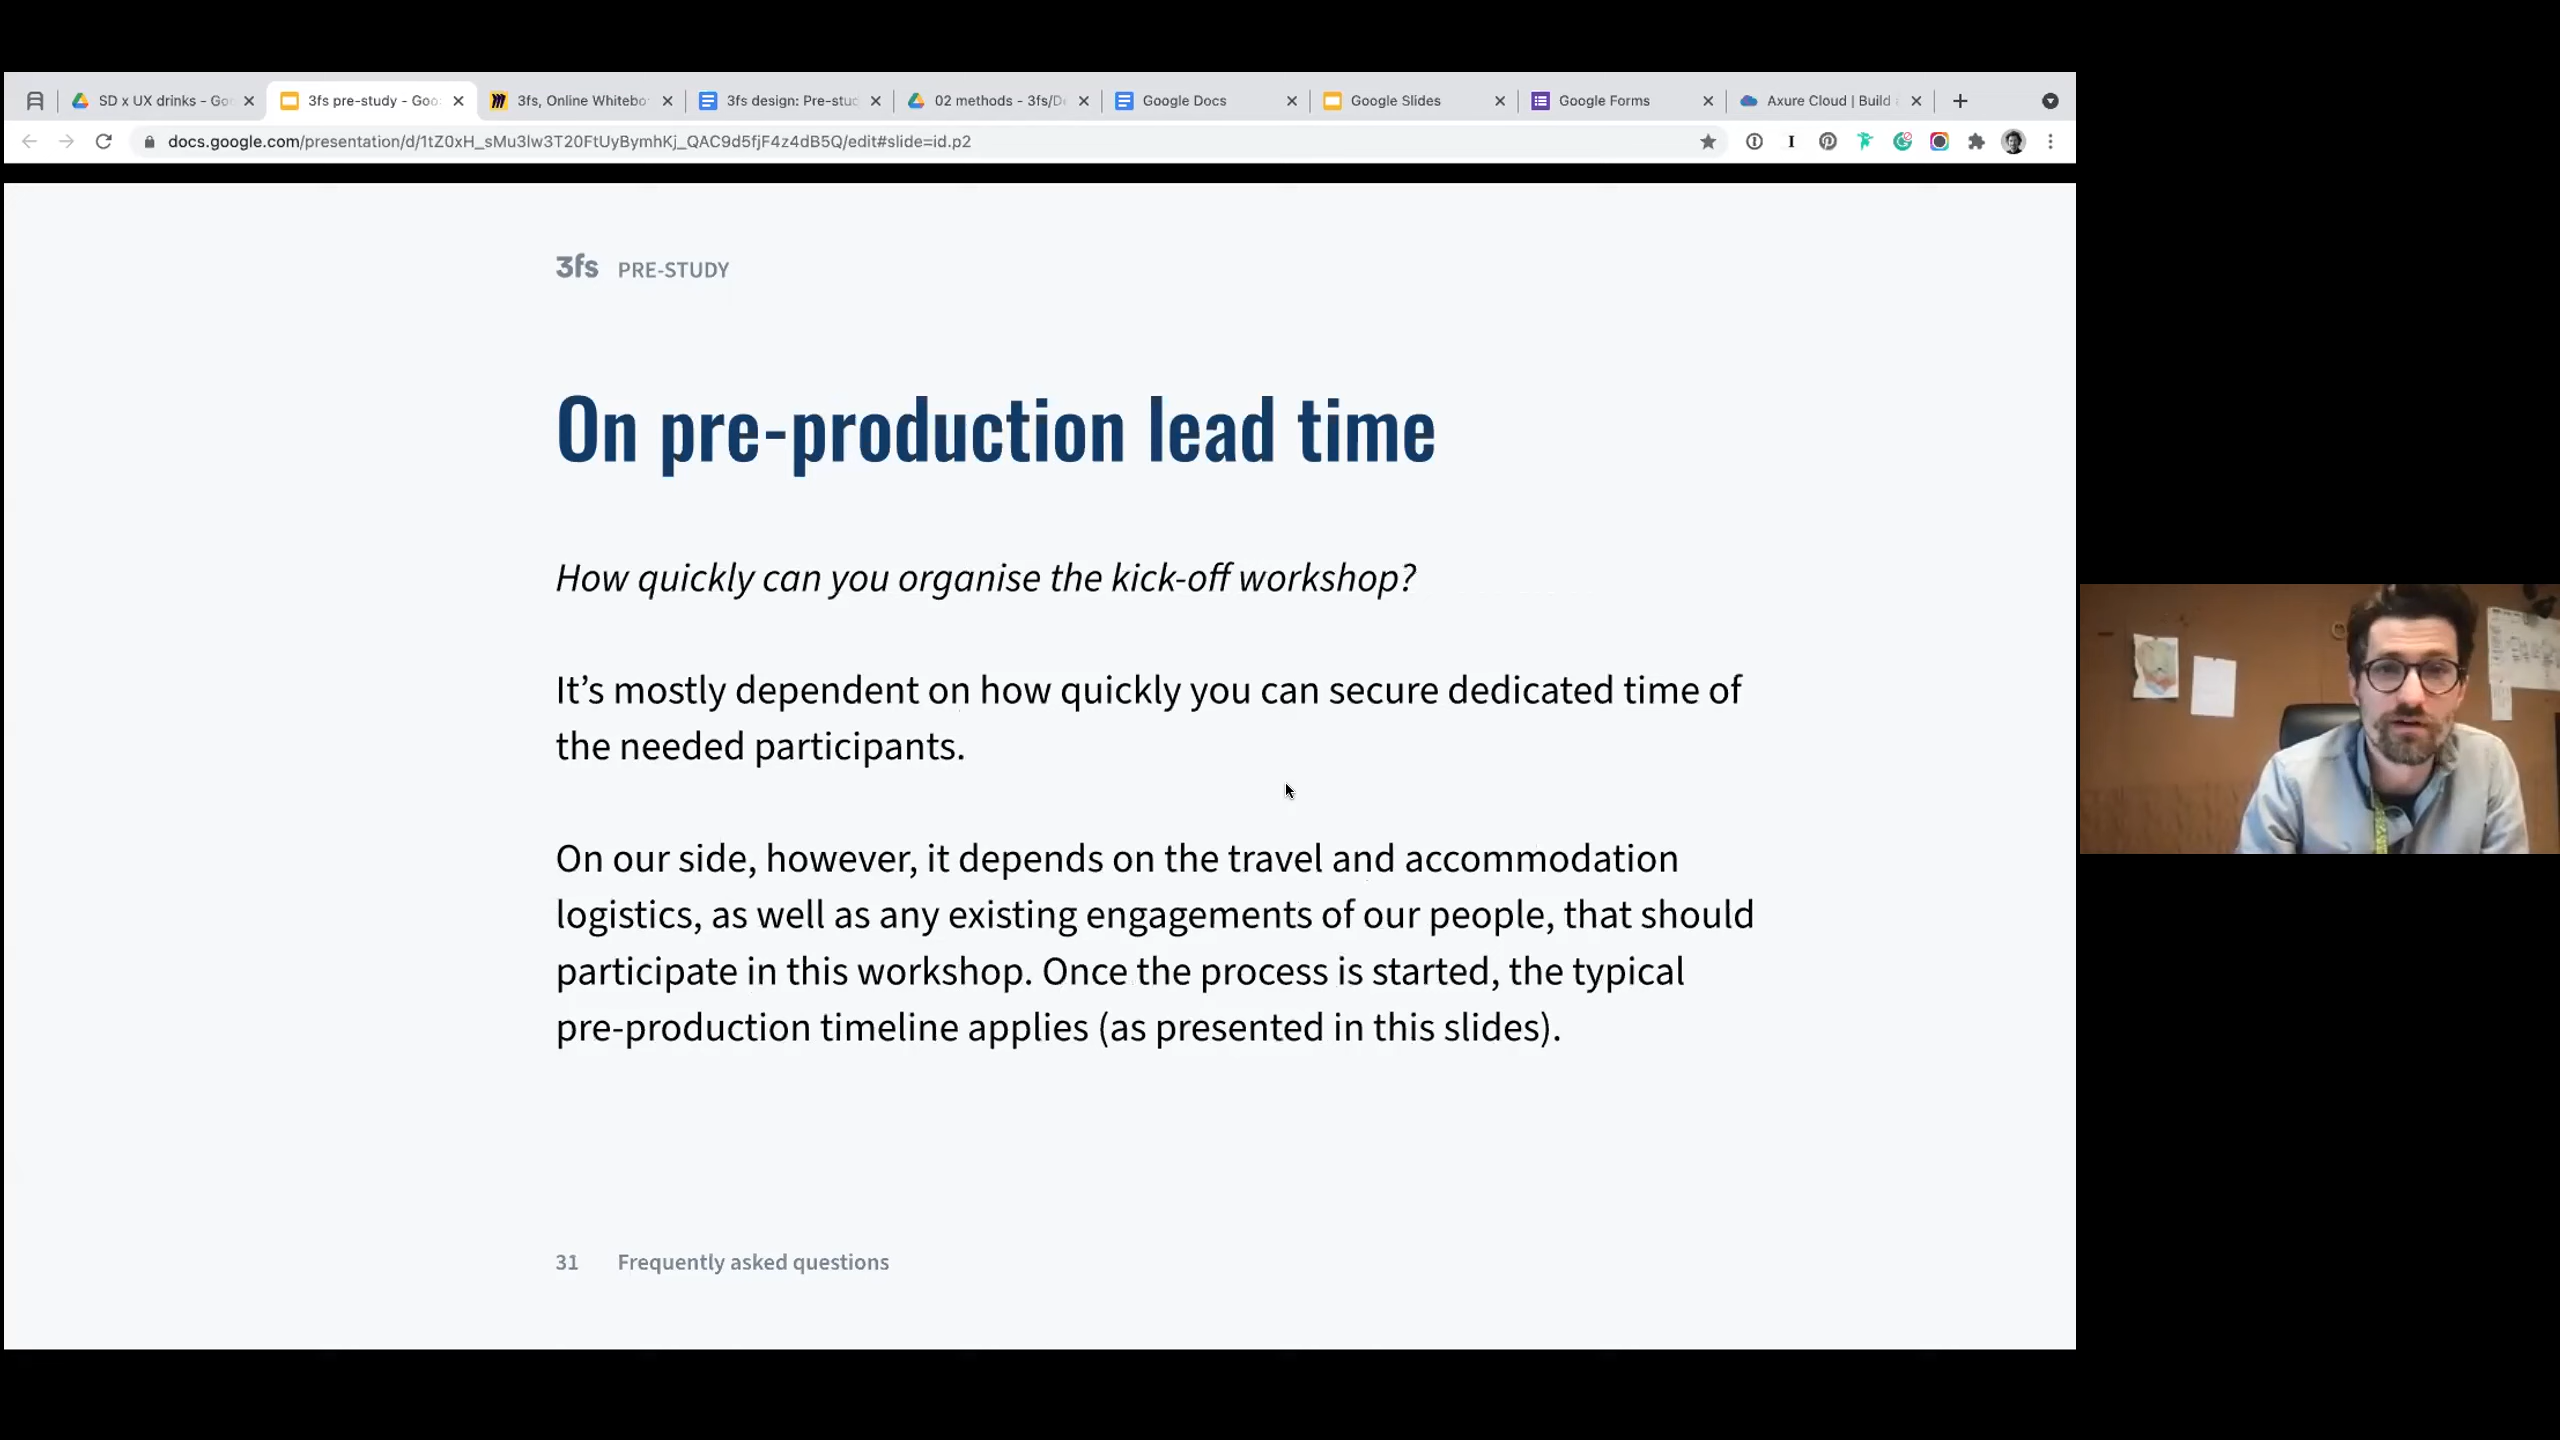 SD x UX drinks - Goo
3fs pre-study - Goo
3fs, Online Whitebo
3fs design: Pre-stud
02 methods - 3fs/De
Google Docs
Google Slides
Google Forms
Axure Cloud | Build a
docs.google.com/presentation/d/1tZ0xH_sMu3lw3T20FtUyBymhKj_QAC9d5fjF4z4dB5Q/edit#slide=id.p2
3fs PRE-STUDY
On pre-production lead time
How quickly can you organise the kick-off workshop?
It’s mostly dependent on how quickly you can secure dedicated time of
the needed participants.
On our side, however, it depends on the travel and accommodation
logistics, as well as any existing engagements of our people, that should
participate in this workshop. Once the process is started, the typical
pre-production timeline applies (as presented in this slides).
31 Frequently asked questions